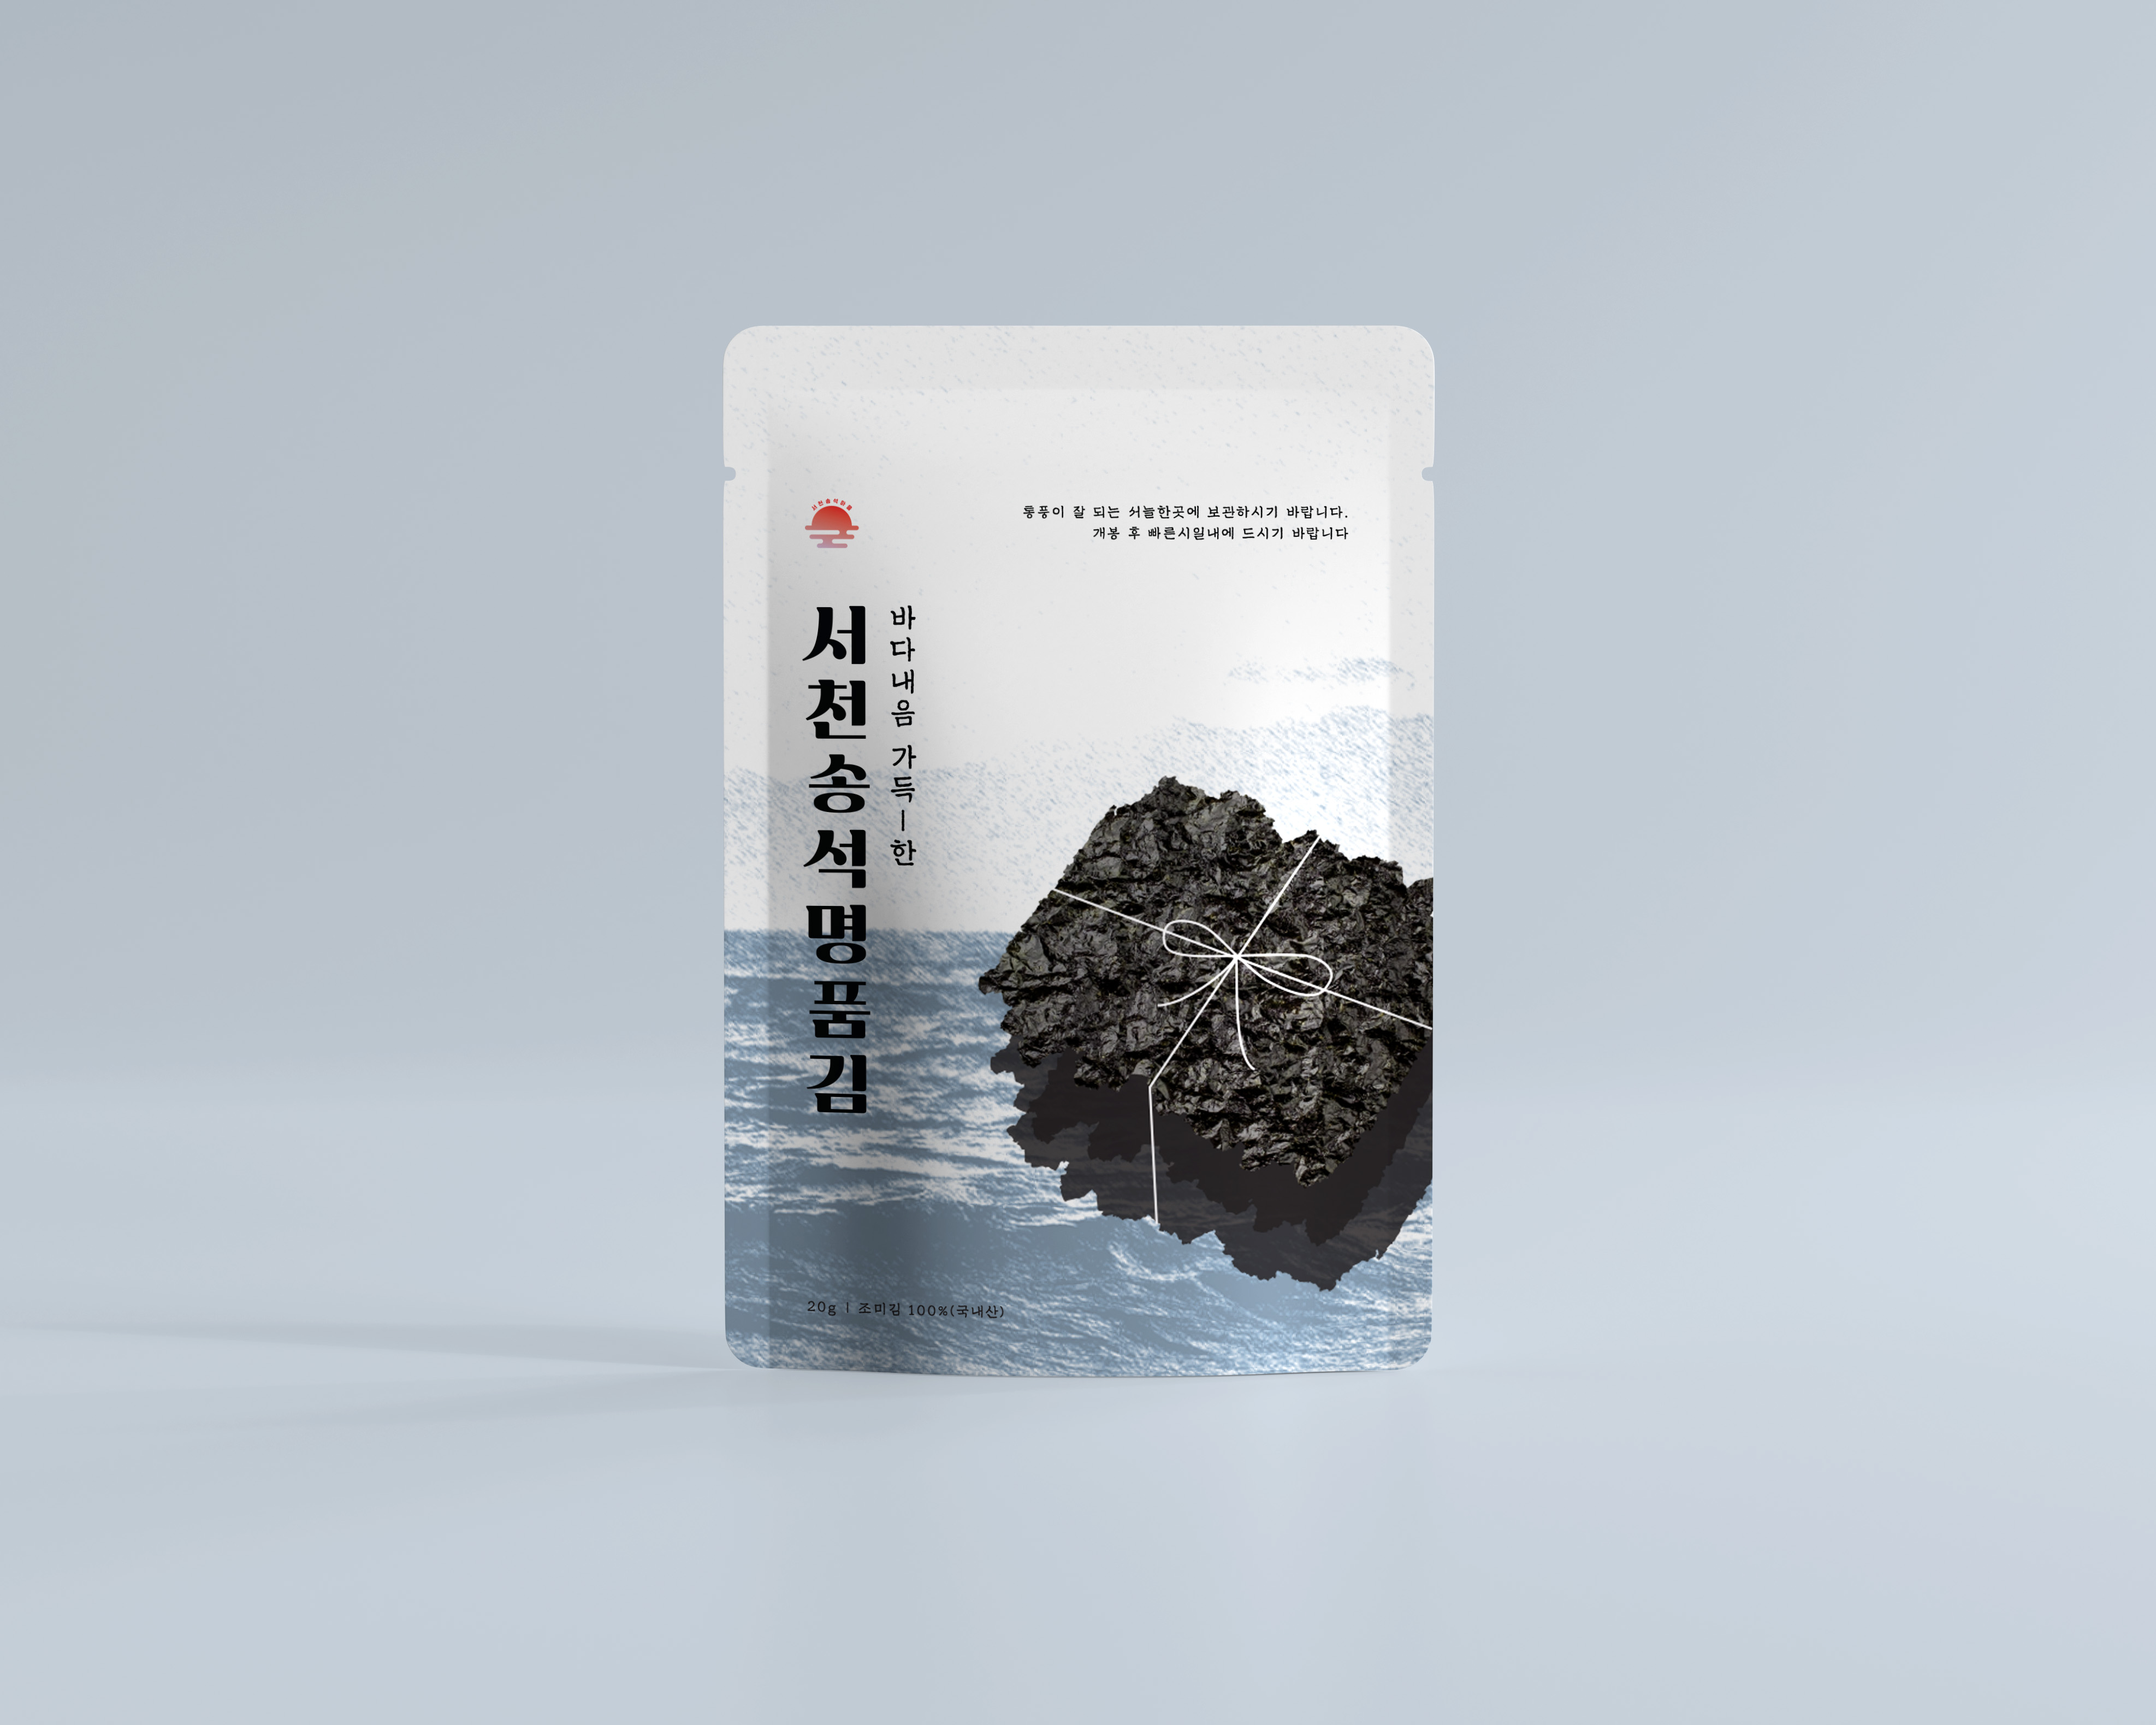 통풍이 잘 되는 서늘한곳에 보관하시기 바랍니다.
개봉 후 빠른시일내에 드시기 바랍니다
서천송석명품김
바다내음 가득ㅣ한
20g ㅣ 조미김 100%(국내산)